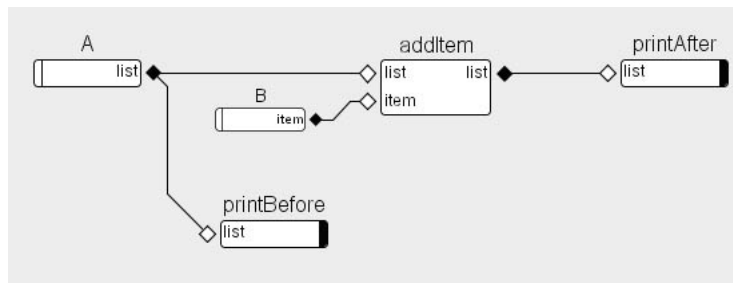 A
list
addItem
list list
item
printAfter
list
B
item
printBefore
list